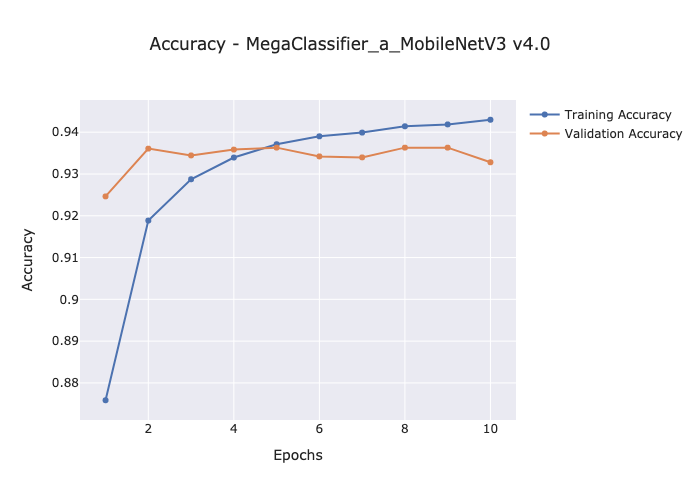 Accuracy - MegaClassifier_a_MobileNetV3 v4.0
Training Accuracy
Validation Accuracy
0.94
0.93
0.92
0.91
0.9
0.89
0.88
Accuracy
2 4 6 8 10
Epochs